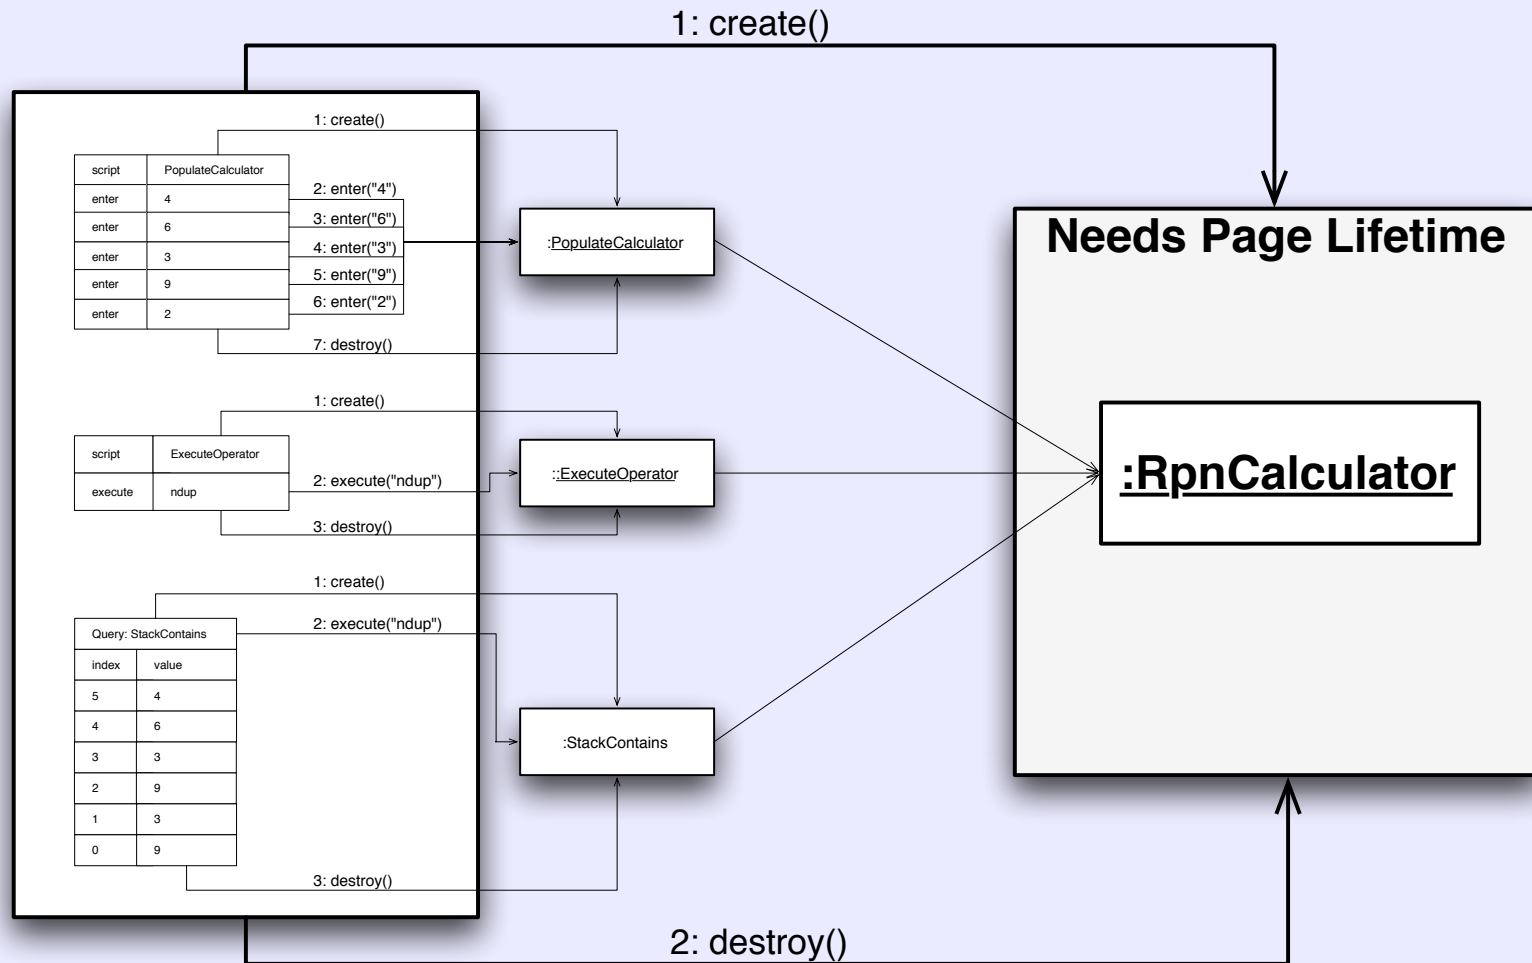 1: create()
1: create()
script PopulateCalculator
enter 4
2: enter("4")
enter 6
3: enter("6")
enter 3
4: enter("3")
enter 9
5: enter("9")
enter 2
6: enter("2")
7: destroy()
:PopulateCalculator
Needs Page Lifetime
1: create()
script ExecuteOperator
execute ndup
2: execute("ndup")
3: destroy()
::ExecuteOperator
:RpnCalculator
1: create()
2: execute("ndup")
Query: StackContains
index value
5 4
4 6
3 3
2 9
1 3
0 9
:StackContains
3: destroy()
2: destroy()